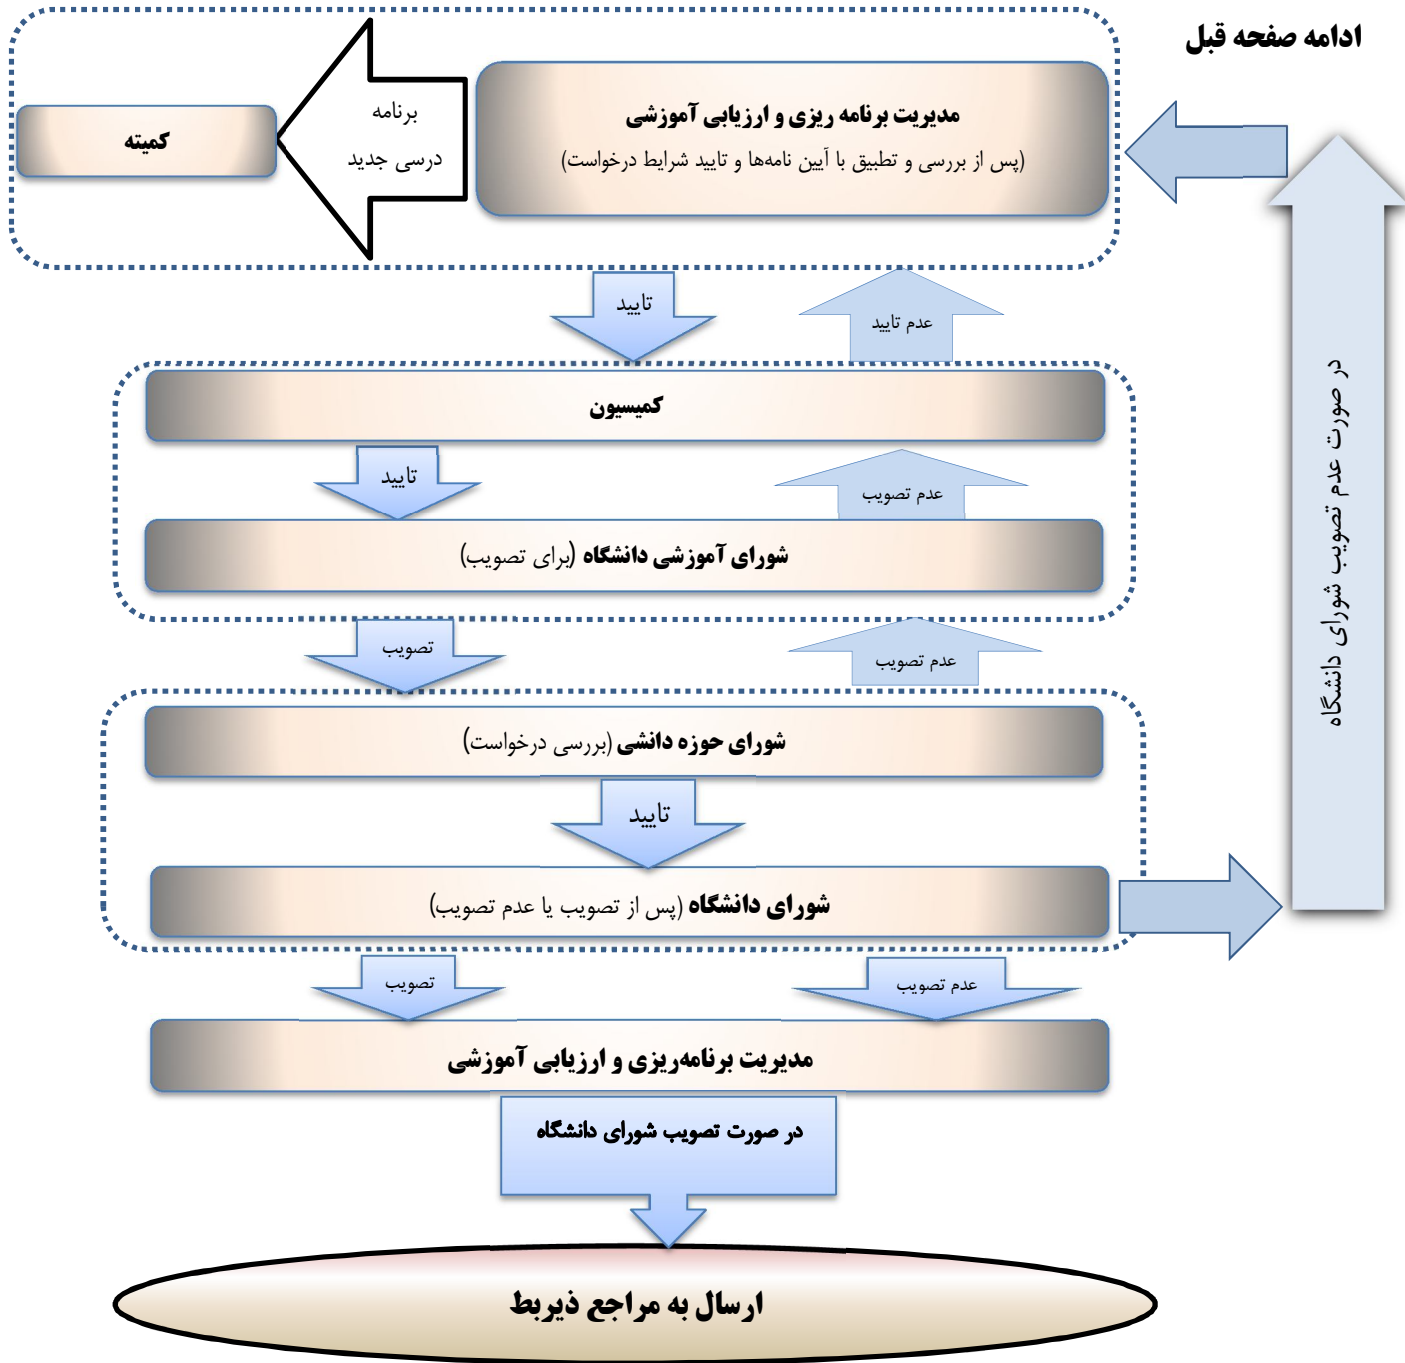 ادامه صفحه قبل
مدیریت برنامه ریزی و ارزیابی آموزشی
(پس از بررسی و تطبیق با آیین نامه‌ها و تایید شرایط درخواست)
برنامه
درسی جدید
کمیته
تایید
عدم تایید
کمیسیون
تایید
عدم تصویب
شورای آموزشی دانشگاه (برای تصویب)
تصویب
عدم تصویب
شورای حوزه دانشی (بررسی درخواست)
تایید
شورای دانشگاه (پس از تصویب یا عدم تصویب)
در صورت عدم تصویب شورای دانشگاه
تصویب
عدم تصویب
مدیریت برنامه‌ریزی و ارزیابی آموزشی
در صورت تصویب شورای دانشگاه
ارسال به مراجع ذیربط